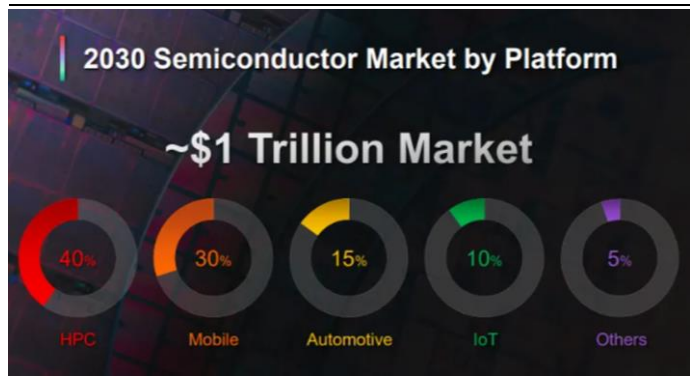 2030 Semiconductor Market by Platform
~$1 Trillion Market
40% 30% 15% 10% 5%
HPC Mobile Automotive IoT Others